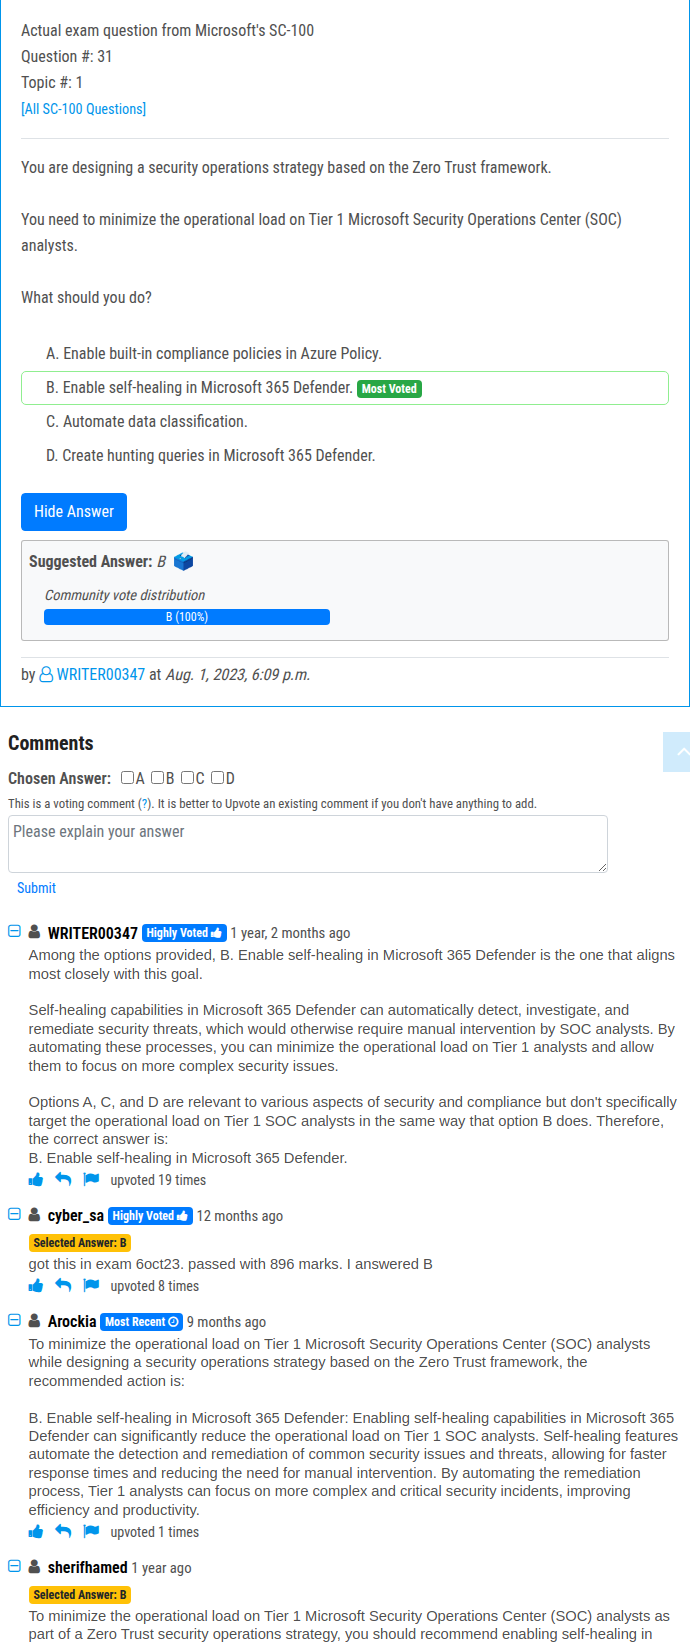 Actual exam question from Microsoft's SC-100
Question #: 31
Topic #: 1
[All SC-100 Questions]
You are designing a security operations strategy based on the Zero Trust framework.
You need to minimize the operational load on Tier 1 Microsoft Security Operations Center (SOC)
analysts.
What should you do?
A. Enable built-in compliance policies in Azure Policy.
B. Enable self-healing in Microsoft 365 Defender. Most Voted
C. Automate data classification.
D. Create hunting queries in Microsoft 365 Defender.
Hide Answer
Suggested Answer: B
Community vote distribution
B (100%)
by WRITER00347 at Aug. 1, 2023, 6:09 p.m.
Comments
Chosen Answer: A B C D
This is a voting comment (?). It is better to Upvote an existing comment if you don't have anything to add.
Please explain your answer
Submit
WRITER00347 Highly Voted 1 year, 2 months ago
Among the options provided, B. Enable self-healing in Microsoft 365 Defender is the one that aligns
most closely with this goal.
Self-healing capabilities in Microsoft 365 Defender can automatically detect, investigate, and
remediate security threats, which would otherwise require manual intervention by SOC analysts. By
automating these processes, you can minimize the operational load on Tier 1 analysts and allow
them to focus on more complex security issues.
Options A, C, and D are relevant to various aspects of security and compliance but don't specifically
target the operational load on Tier 1 SOC analysts in the same way that option B does. Therefore,
the correct answer is:
B. Enable self-healing in Microsoft 365 Defender.
upvoted 19 times
cyber_sa Highly Voted 12 months ago
Selected Answer: B
got this in exam 6oct23. passed with 896 marks. I answered B
upvoted 8 times
Arockia Most Recent 9 months ago
To minimize the operational load on Tier 1 Microsoft Security Operations Center (SOC) analysts
while designing a security operations strategy based on the Zero Trust framework, the
recommended action is:
B. Enable self-healing in Microsoft 365 Defender: Enabling self-healing capabilities in Microsoft 365
Defender can significantly reduce the operational load on Tier 1 SOC analysts. Self-healing features
automate the detection and remediation of common security issues and threats, allowing for faster
response times and reducing the need for manual intervention. By automating the remediation
process, Tier 1 analysts can focus on more complex and critical security incidents, improving
efficiency and productivity.
upvoted 1 times
sherifhamed 1 year ago
Selected Answer: B
To minimize the operational load on Tier 1 Microsoft Security Operations Center (SOC) analysts as
part of a Zero Trust security operations strategy, you should recommend enabling self-healing in